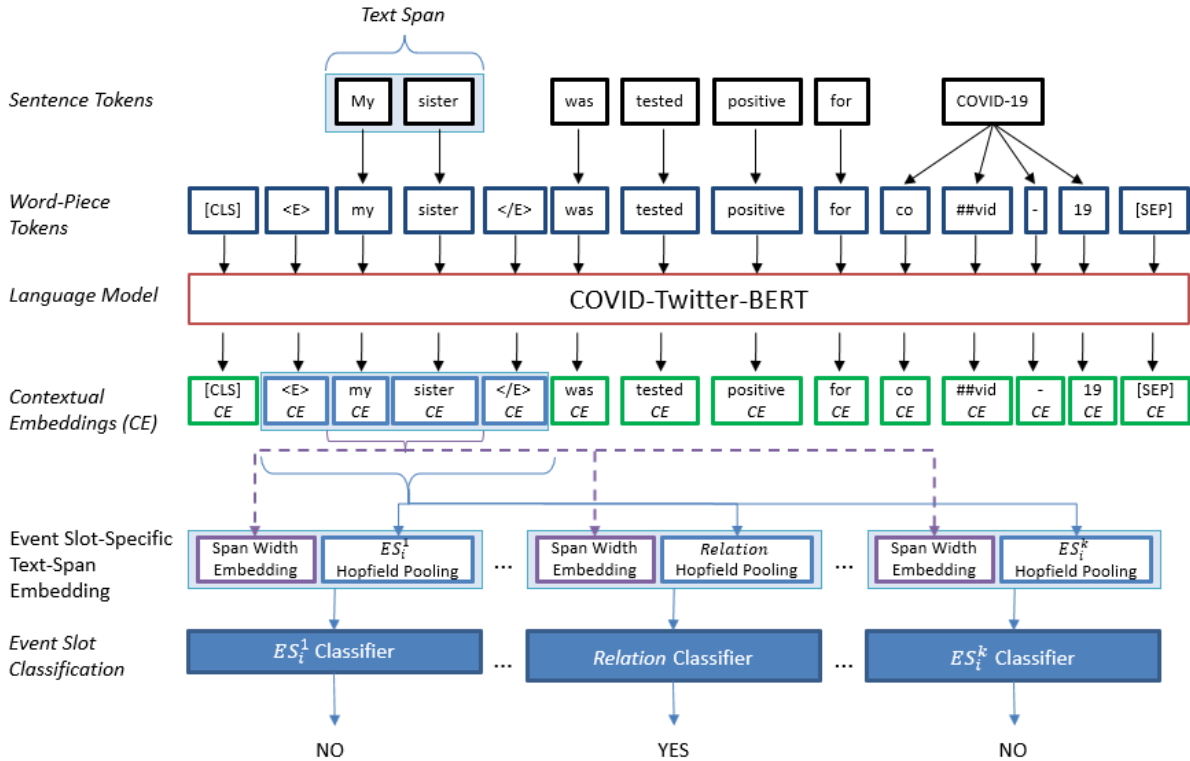 Text Span
Sentence Tokens
My sister was tested positive for COVID-19
Word-Piece
Tokens
[CLS] <E> my sister </E> was tested positive for co ##vid - 19 [SEP]
Language Model
COVID-Twitter-BERT
Contextual
Embeddings (CE)
[CLS] <E> my sister </E> was tested positive for co ##vid - 19 [SEP]
CE CE CE CE CE CE CE CE CE CE CE CE CE CE
Event Slot-Specific
Text-Span
Embedding
Span Width
Embedding
ES_i^1
Hopfield Pooling
...
Span Width
Embedding
Relation
Hopfield Pooling
...
Span Width
Embedding
ES_i^k
Hopfield Pooling
Event Slot
Classification
ES_i^1 Classifier ... Relation Classifier ... ES_i^k Classifier
NO YES NO